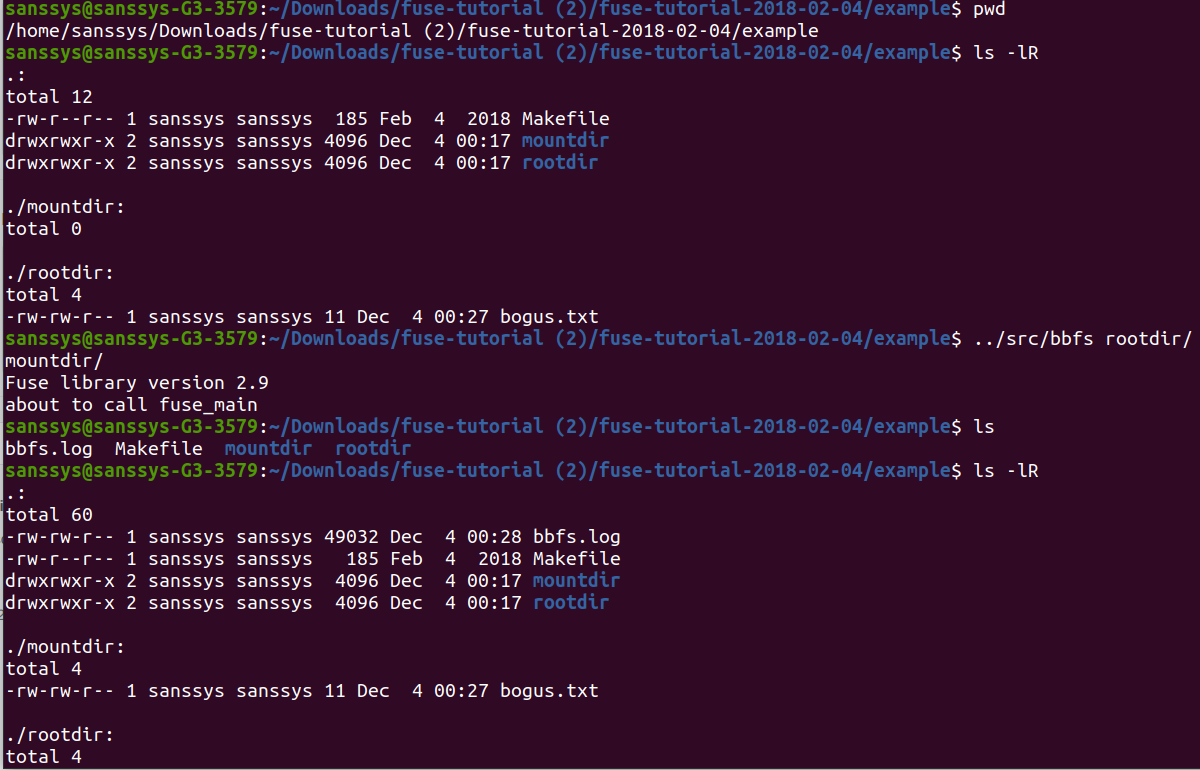 sanssys@sanssys-G3-3579:~/Downloads/fuse-tutorial (2)/fuse-tutorial-2018-02-04/example$ pwd
/home/sanssys/Downloads/fuse-tutorial (2)/fuse-tutorial-2018-02-04/example
sanssys@sanssys-G3-3579:~/Downloads/fuse-tutorial (2)/fuse-tutorial-2018-02-04/example$ ls -lR
.:
total 12
-rw-r--r-- 1 sanssys sanssys  185 Feb  4  2018 Makefile
drwxrwxr-x 2 sanssys sanssys 4096 Dec  4 00:17 mountdir
drwxrwxr-x 2 sanssys sanssys 4096 Dec  4 00:17 rootdir

./mountdir:
total 0

./rootdir:
total 4
-rw-rw-r-- 1 sanssys sanssys 11 Dec  4 00:27 bogus.txt
sanssys@sanssys-G3-3579:~/Downloads/fuse-tutorial (2)/fuse-tutorial-2018-02-04/example$ ../src/bbfs rootdir/
mountdir/
Fuse library version 2.9
about to call fuse_main
sanssys@sanssys-G3-3579:~/Downloads/fuse-tutorial (2)/fuse-tutorial-2018-02-04/example$ ls
bbfs.log  Makefile  mountdir  rootdir
sanssys@sanssys-G3-3579:~/Downloads/fuse-tutorial (2)/fuse-tutorial-2018-02-04/example$ ls -lR
.:
total 60
-rw-rw-r-- 1 sanssys sanssys 49032 Dec  4 00:28 bbfs.log
-rw-r--r-- 1 sanssys sanssys   185 Feb  4  2018 Makefile
drwxrwxr-x 2 sanssys sanssys  4096 Dec  4 00:17 mountdir
drwxrwxr-x 2 sanssys sanssys  4096 Dec  4 00:17 rootdir

./mountdir:
total 4
-rw-rw-r-- 1 sanssys sanssys 11 Dec  4 00:27 bogus.txt

./rootdir:
total 4